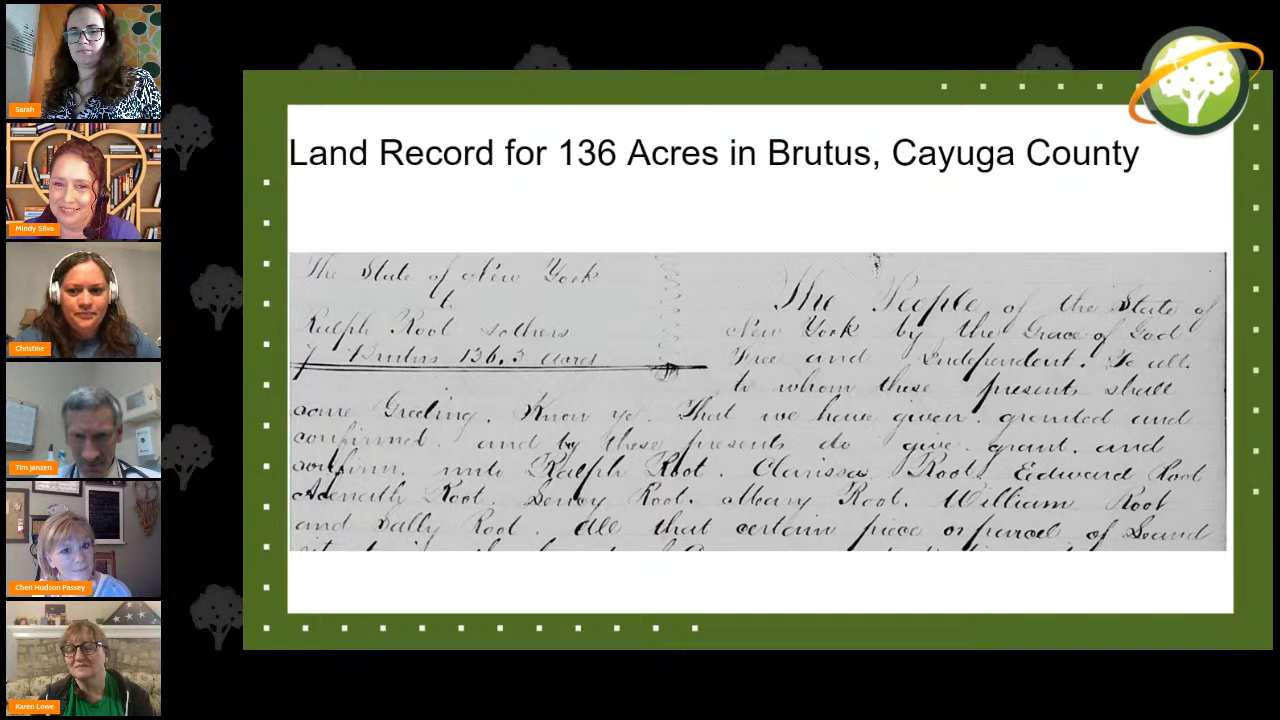 Sarah
Mindy Silva
Christine
Tim Janzen
Cheri Hudson Passey
Karen Lowe
Land Record for 136 Acres in Brutus, Cayuga County
The State of New York
to
Ralph Root & others
7 Brutus 136.3 Acres
The People of the State of
New York by the Grace of God
Free and Independent. To all
to whom these presents shall
come Greeting. Know ye. That we have given granted and
confirmed. and by these presents do give. grant. and
confirm. unto Ralph Root. Clarissa Root. Edward Root
Root. Root. Mary Root. William Root
and Sally Root. All that certain piece or parcel of Land